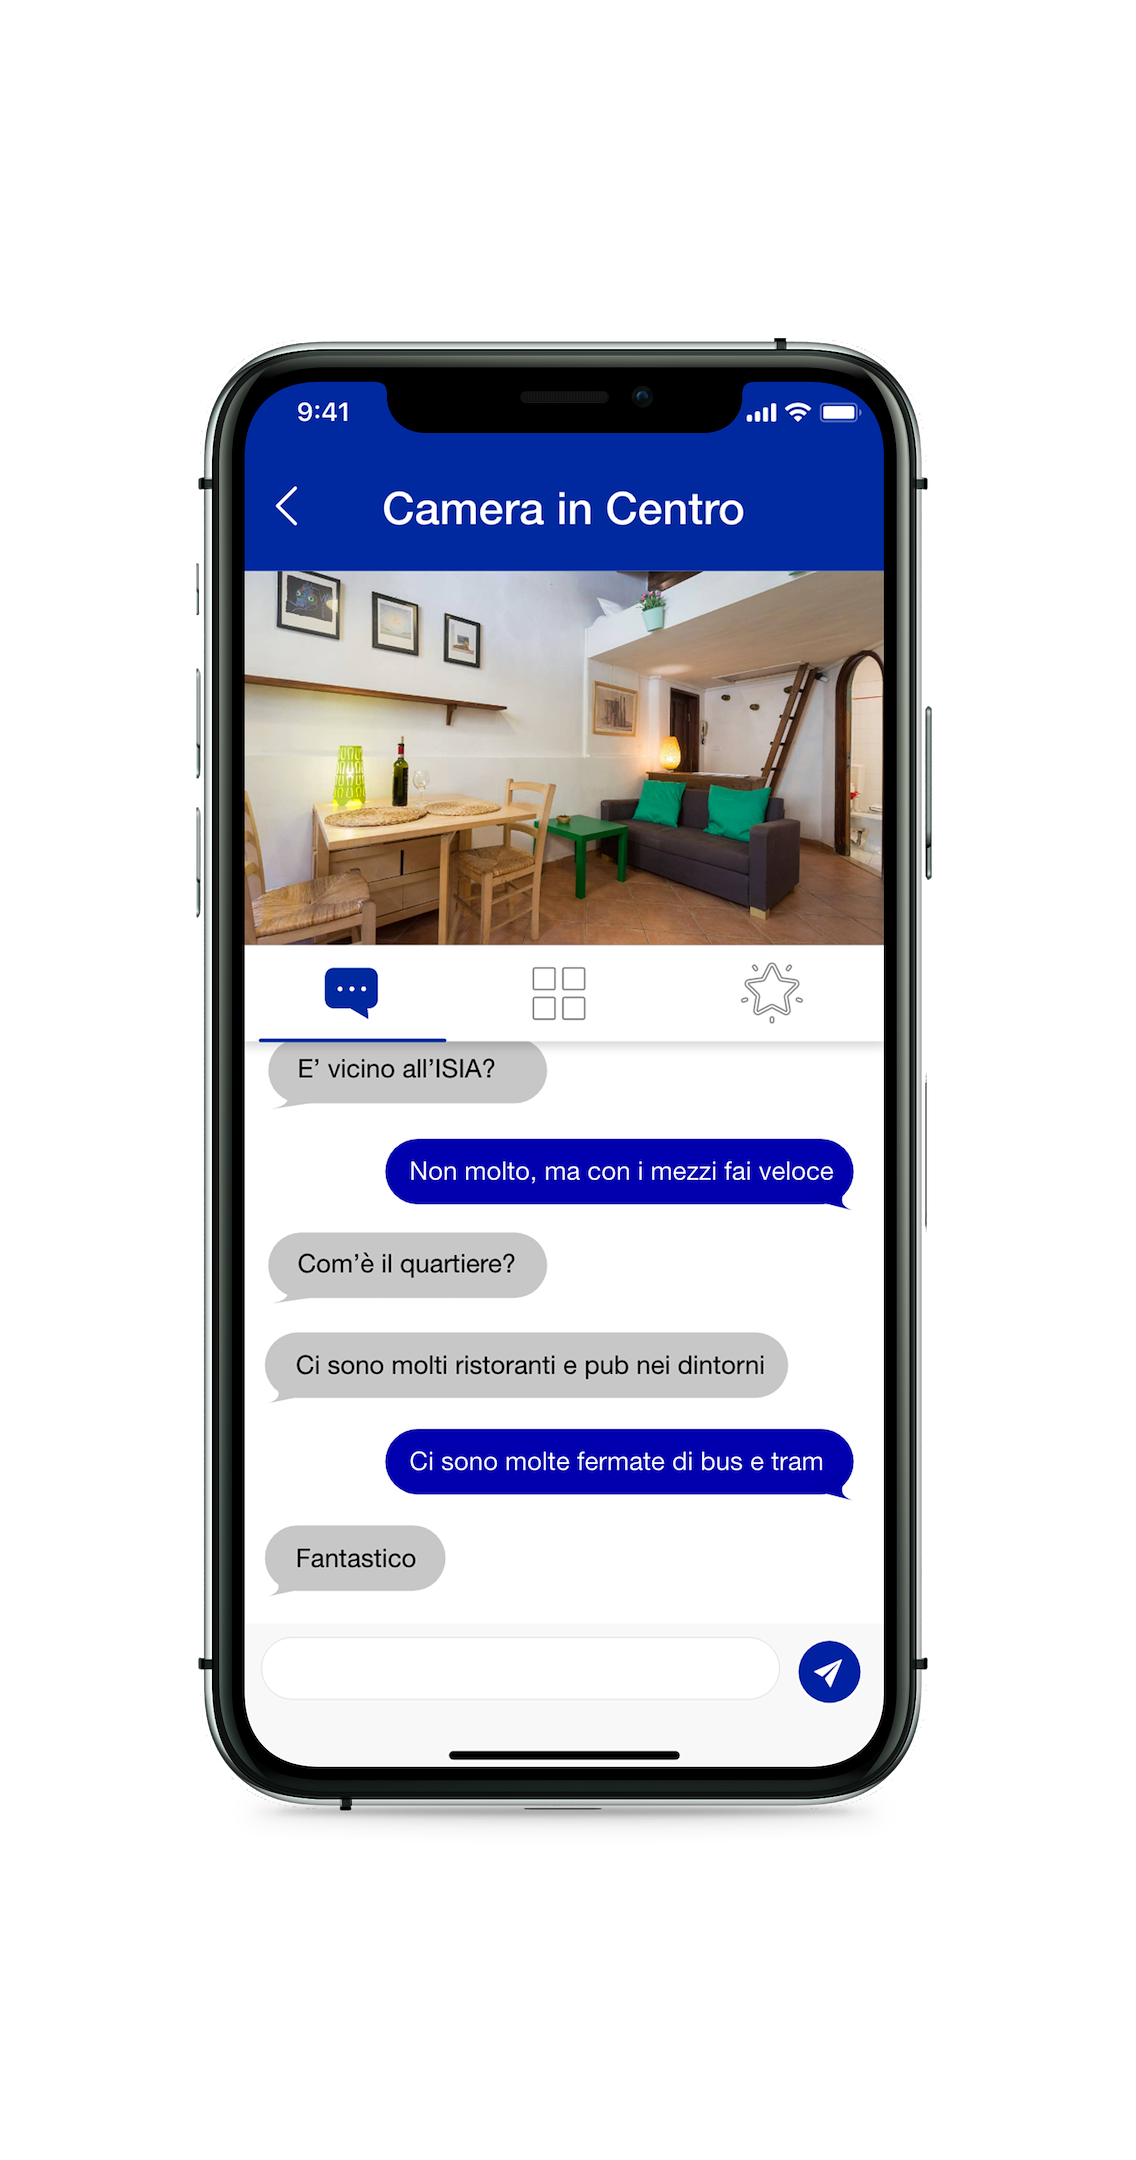 9:41
Camera in Centro
E’ vicino all’ISIA?
Non molto, ma con i mezzi fai veloce
Com’è il quartiere?
Ci sono molti ristoranti e pub nei dintorni
Ci sono molte fermate di bus e tram
Fantastico